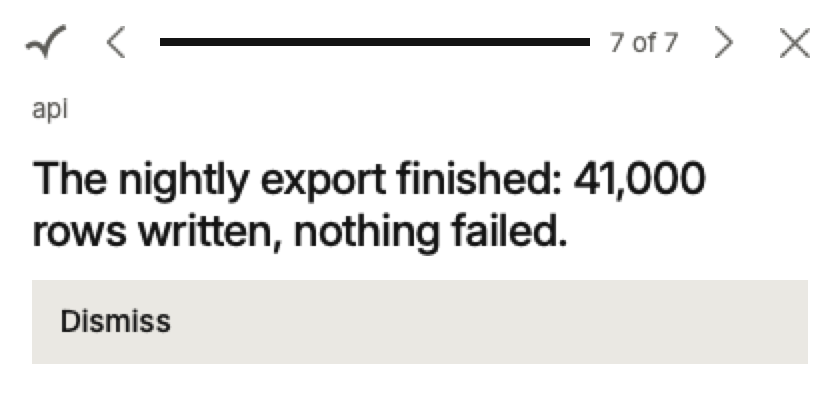 7 of 7
api
The nightly export finished: 41,000
rows written, nothing failed.
Dismiss